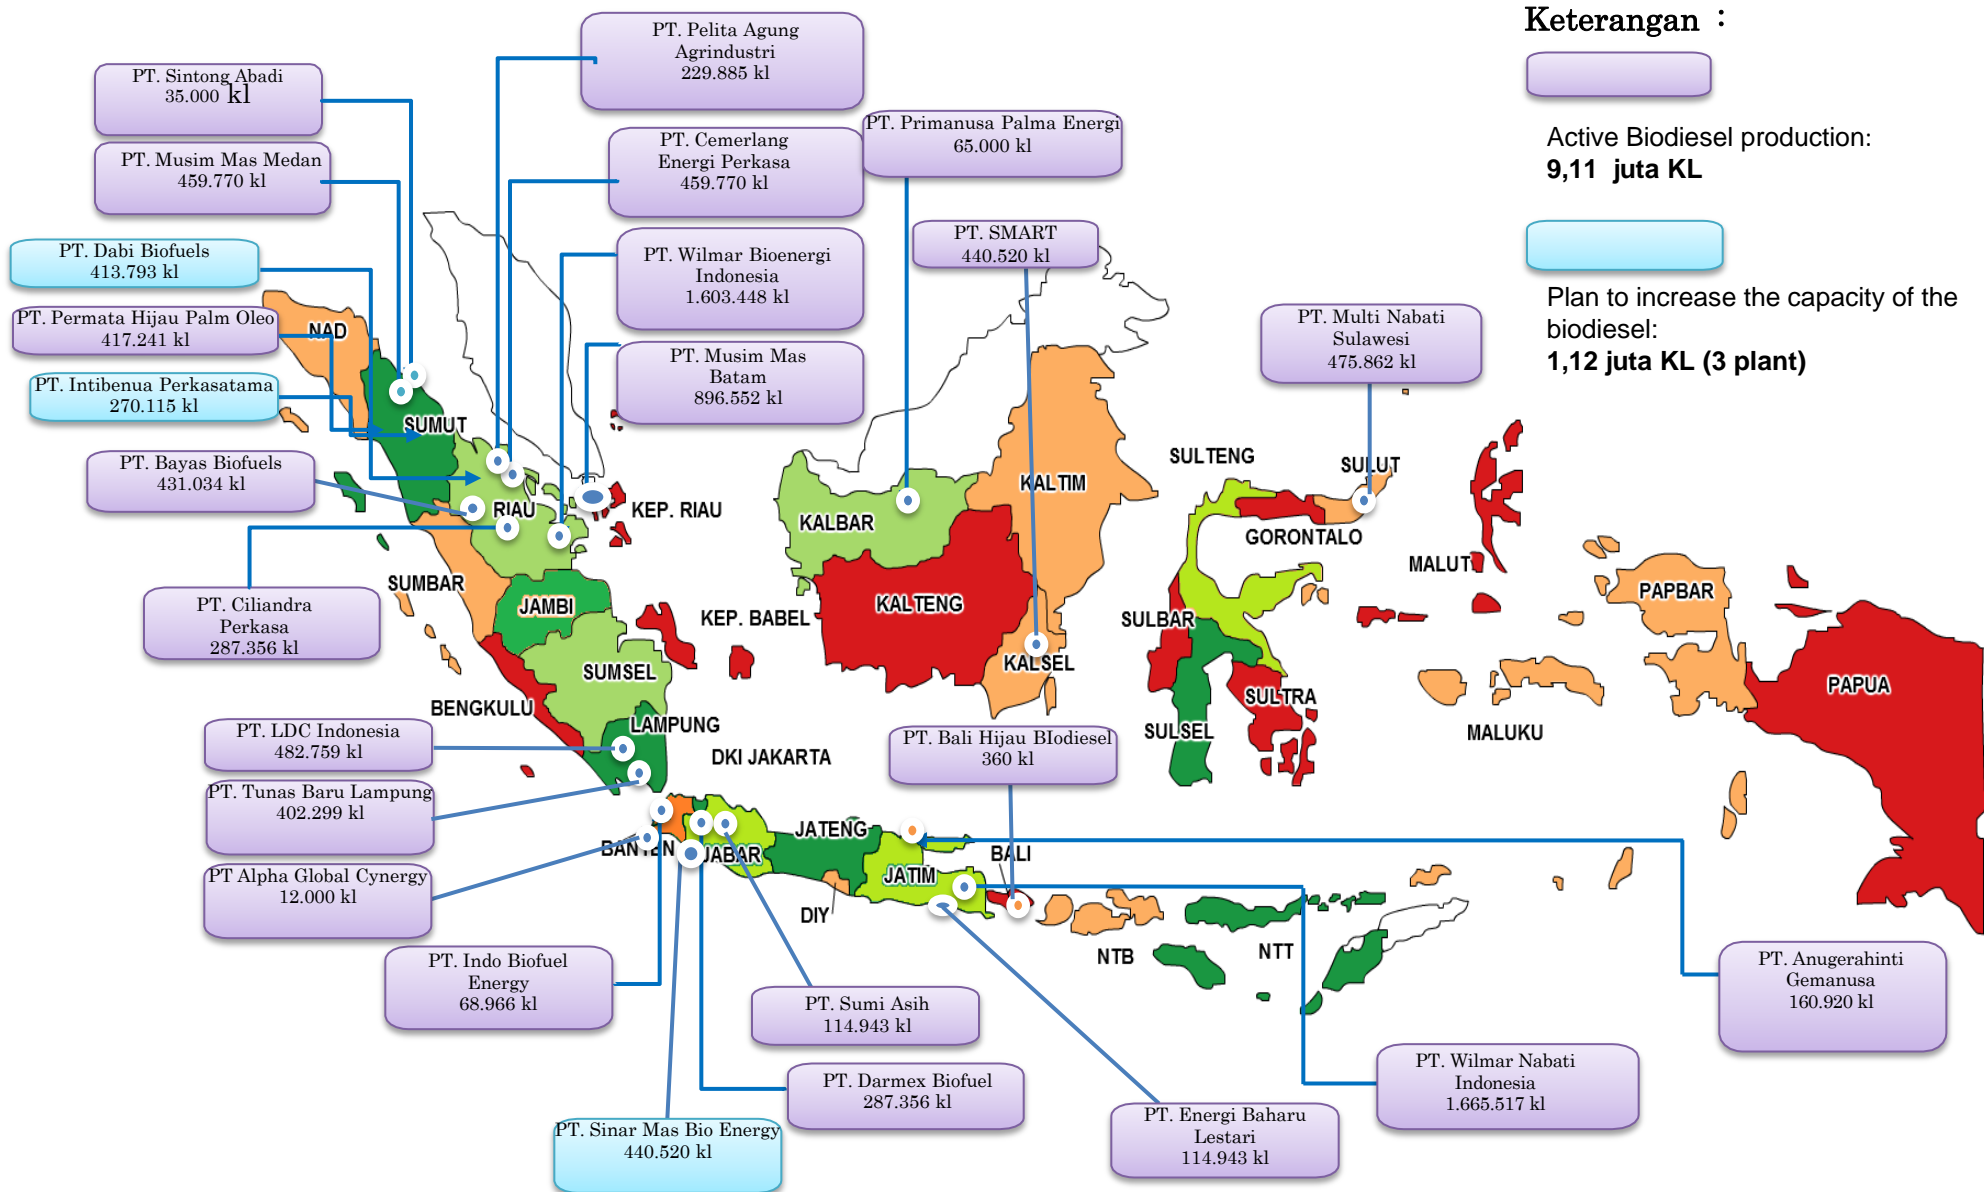 Keterangan :
Active Biodiesel production:
9,11 juta KL
Plan to increase the capacity of the
biodiesel:
1,12 juta KL (3 plant)
PT. Pelita Agung
Agrindustri
229.885 kl
PT. Sintong Abadi
35.000 kl
PT. Musim Mas Medan
459.770 kl
PT. Cemerlang
Energi Perkasa
459.770 kl
PT. Primanusa Palma Energi
65.000 kl
PT. Dabi Biofuels
413.793 kl
PT. Wilmar Bioenergi
Indonesia
1.603.448 kl
PT. SMART
440.520 kl
PT. Permata Hijau Palm Oleo
417.241 kl
PT. Multi Nabati
Sulawesi
475.862 kl
PT. Musim Mas
Batam
896.552 kl
PT. Intibenua Perkasatama
270.115 kl
PT. Bayas Biofuels
431.034 kl
PT. Ciliandra
Perkasa
287.356 kl
PT. LDC Indonesia
482.759 kl
PT. Tunas Baru Lampung
402.299 kl
PT Alpha Global Cynergy
12.000 kl
PT. Bali Hijau BIodiesel
360 kl
PT. Indo Biofuel
Energy
68.966 kl
PT. Sumi Asih
114.943 kl
PT. Darmex Biofuel
287.356 kl
PT. Sinar Mas Bio Energy
440.520 kl
PT. Energi Baharu
Lestari
114.943 kl
PT. Wilmar Nabati
Indonesia
1.665.517 kl
PT. Anugerahinti
Gemanusa
160.920 kl
NAD
SUMUT
RIAU
KEP. RIAU
SUMBAR
JAMBI
KEP. BABEL
SUMSEL
BENGKULU
LAMPUNG
DKI JAKARTA
BANTEN
JABAR
JATENG
DIY
JATIM
BALI
NTB
NTT
KALBAR
KALTENG
KALTIM
KALSEL
SULTENG
SULUT
GORONTALO
SULBAR
SULSEL
SULTRA
MALUT
MALUKU
PAPBAR
PAPUA